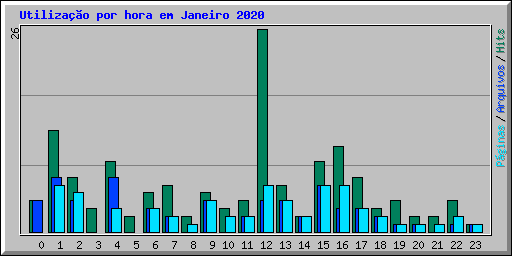 Utilização por hora em Janeiro 2020
26
Páginas / Arquivos / Hits
0 1 2 3 4 5 6 7 8 9 10 11 12 13 14 15 16 17 18 19 20 21 22 23